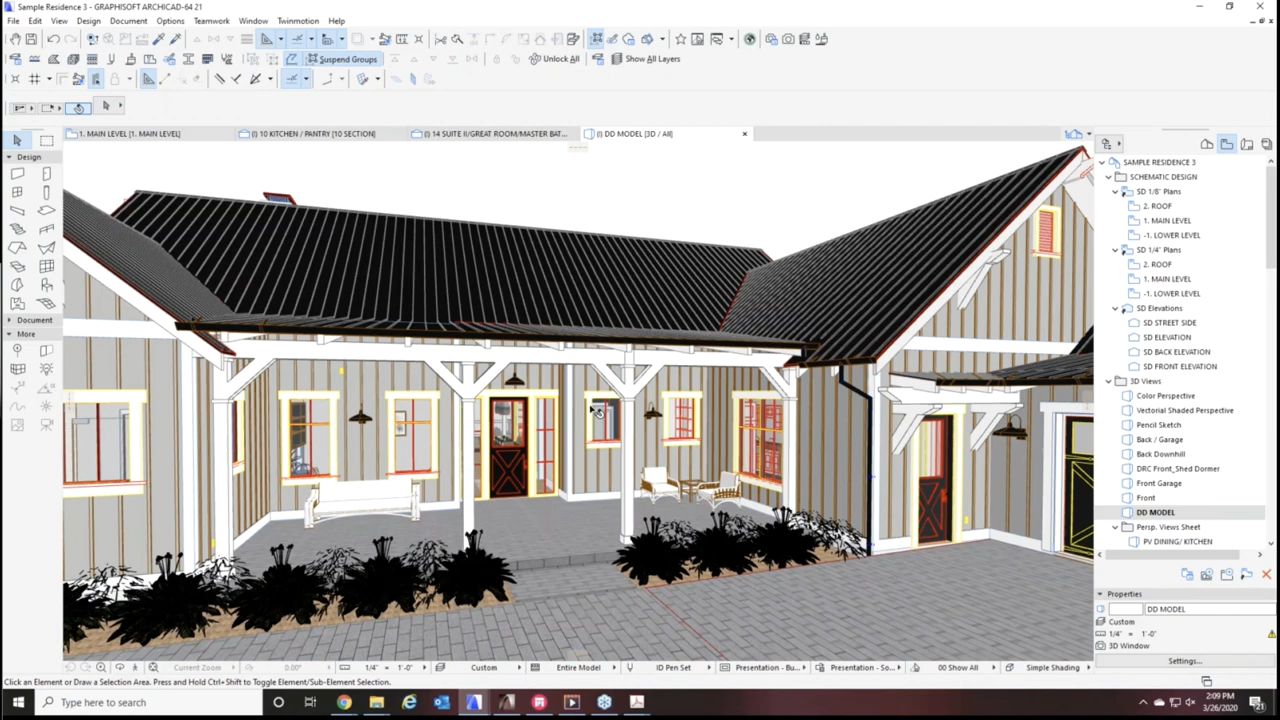 Sample Residence 3 - GRAPHISOFT ARCHICAD-64 21
File Edit View Design Document Options Teamwork Window Twinmotion Help
Suspend Groups
Unlock All
Show All Layers
1. MAIN LEVEL [1. MAIN LEVEL]
(!) 10 KITCHEN / PANTRY [10 SECTION]
(!) 14 SUITE II/GREAT ROOM/MASTER BAT...
(!) DD MODEL [3D / All]
Design
Document
More
SAMPLE RESIDENCE 3
SCHEMATIC DESIGN
SD 1/8" Plans
2. ROOF
1. MAIN LEVEL
-1. LOWER LEVEL
SD 1/4" Plans
2. ROOF
1. MAIN LEVEL
-1. LOWER LEVEL
SD Elevations
SD STREET SIDE
SD ELEVATION
SD BACK ELEVATION
SD FRONT ELEVATION
3D Views
Color Perspective
Vectorial Shaded Perspective
Pencil Sketch
Back / Garage
Back Downhill
DRC Front_Shed Dormer
Front Garage
Front
DD MODEL
Persp. Views Sheet
PV DINING/ KITCHEN
Properties
DD MODEL
Custom
1/4" = 1'-0"
3D Window
Settings...
Current Zoom
0.00°
1/4" = 1'-0"
Custom
Entire Model
ID Pen Set
Presentation - Bu...
Presentation - So...
00 Show All
Simple Shading
Click an Element or Draw a Selection Area. Press and Hold Ctrl+Shift to Toggle Element/Sub-Element Selection.
Type here to search
2:09 PM
3/26/2020
21